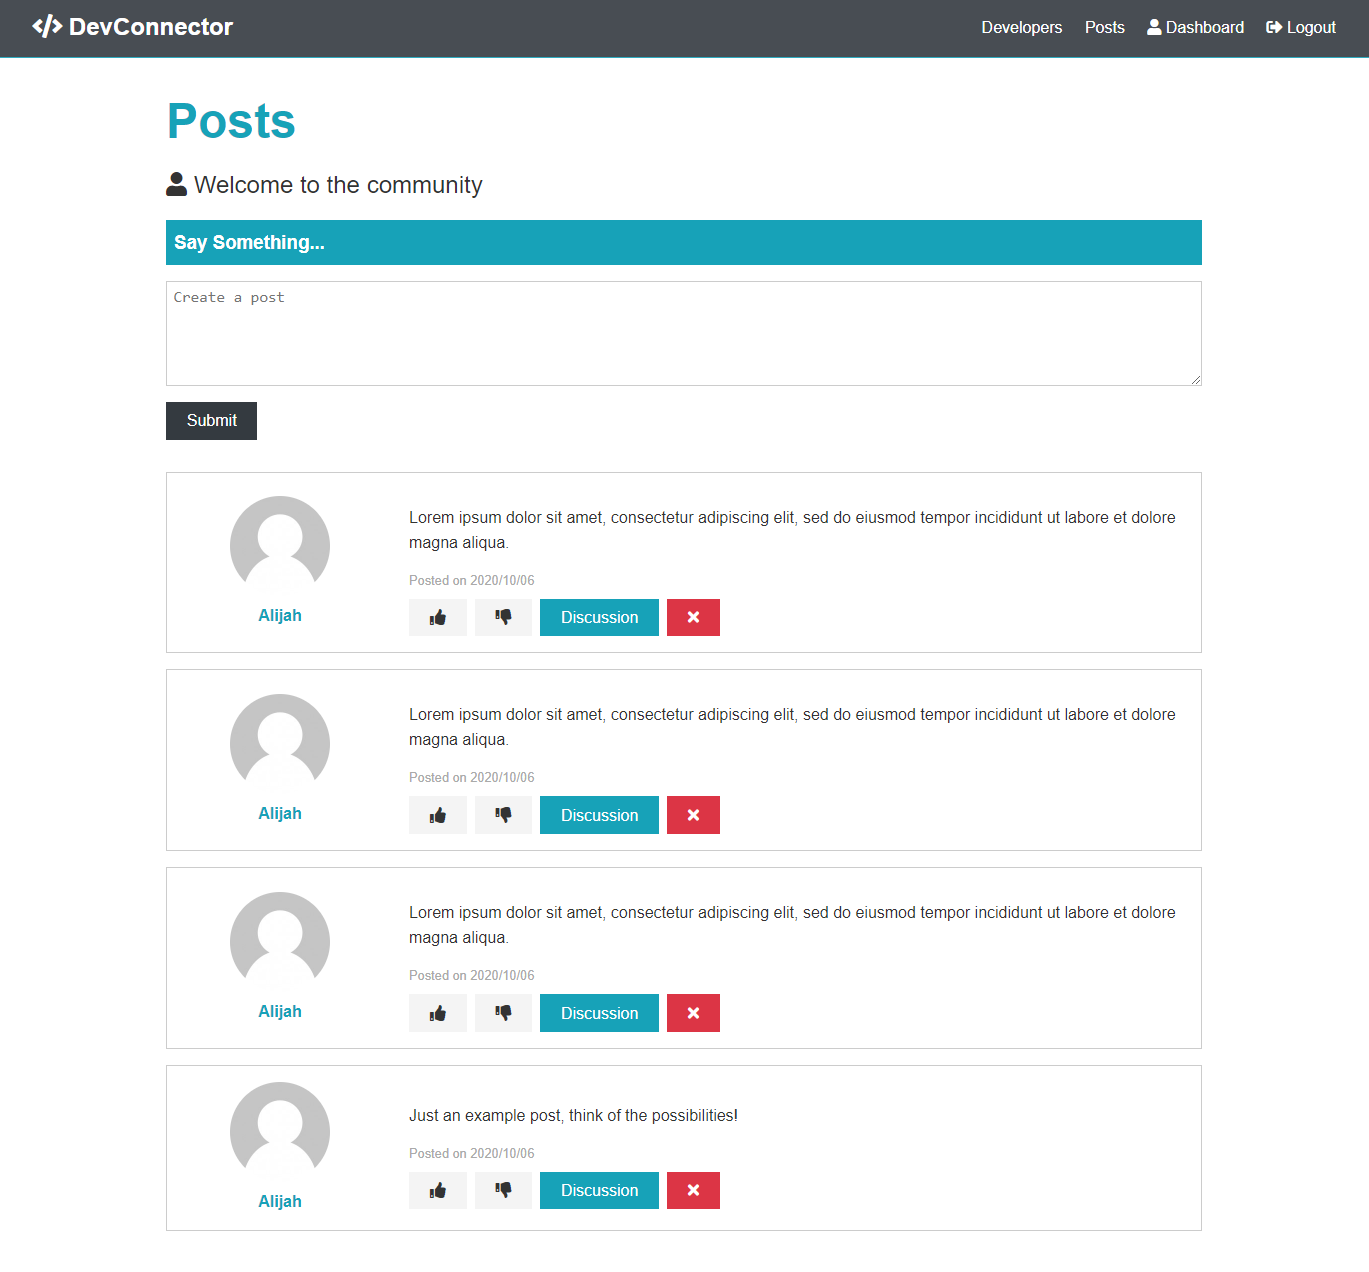 DevConnector
Developers Posts Dashboard Logout
Posts
Welcome to the community
Say Something...
Create a post
Submit
Lorem ipsum dolor sit amet, consectetur adipiscing elit, sed do eiusmod tempor incididunt ut labore et dolore
magna aliqua.
Posted on 2020/10/06
Alijah
Discussion
Lorem ipsum dolor sit amet, consectetur adipiscing elit, sed do eiusmod tempor incididunt ut labore et dolore
magna aliqua.
Posted on 2020/10/06
Alijah
Discussion
Lorem ipsum dolor sit amet, consectetur adipiscing elit, sed do eiusmod tempor incididunt ut labore et dolore
magna aliqua.
Posted on 2020/10/06
Alijah
Discussion
Just an example post, think of the possibilities!
Posted on 2020/10/06
Alijah
Discussion